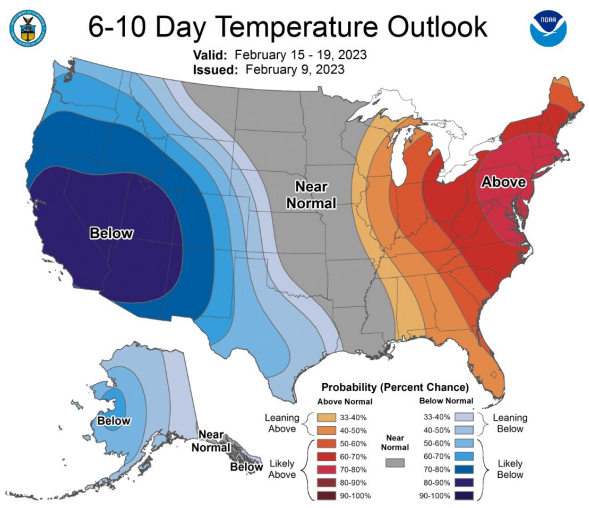 6-10 Day Temperature Outlook
Valid: February 15 - 19, 2023
Issued: February 9, 2023
NOAA
Near
Normal
Above
Below
Below
Near
Normal
Below
Probability (Percent Chance)
Above Normal
Below Normal
Leaning
Above
Likely
Above
33-40%
40-50%
50-60%
60-70%
70-80%
80-90%
90-100%
Near
Normal
33-40%
40-50%
50-60%
60-70%
70-80%
80-90%
90-100%
Leaning
Below
Likely
Below